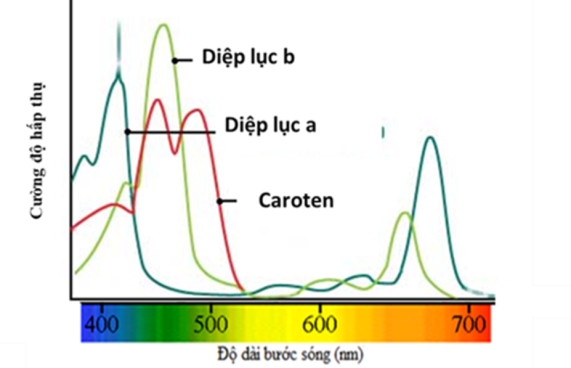 Diệp lục b
Diệp lục a
Caroten
Cường độ hấp thụ
400 500 600 700
Độ dài bước sóng (nm)